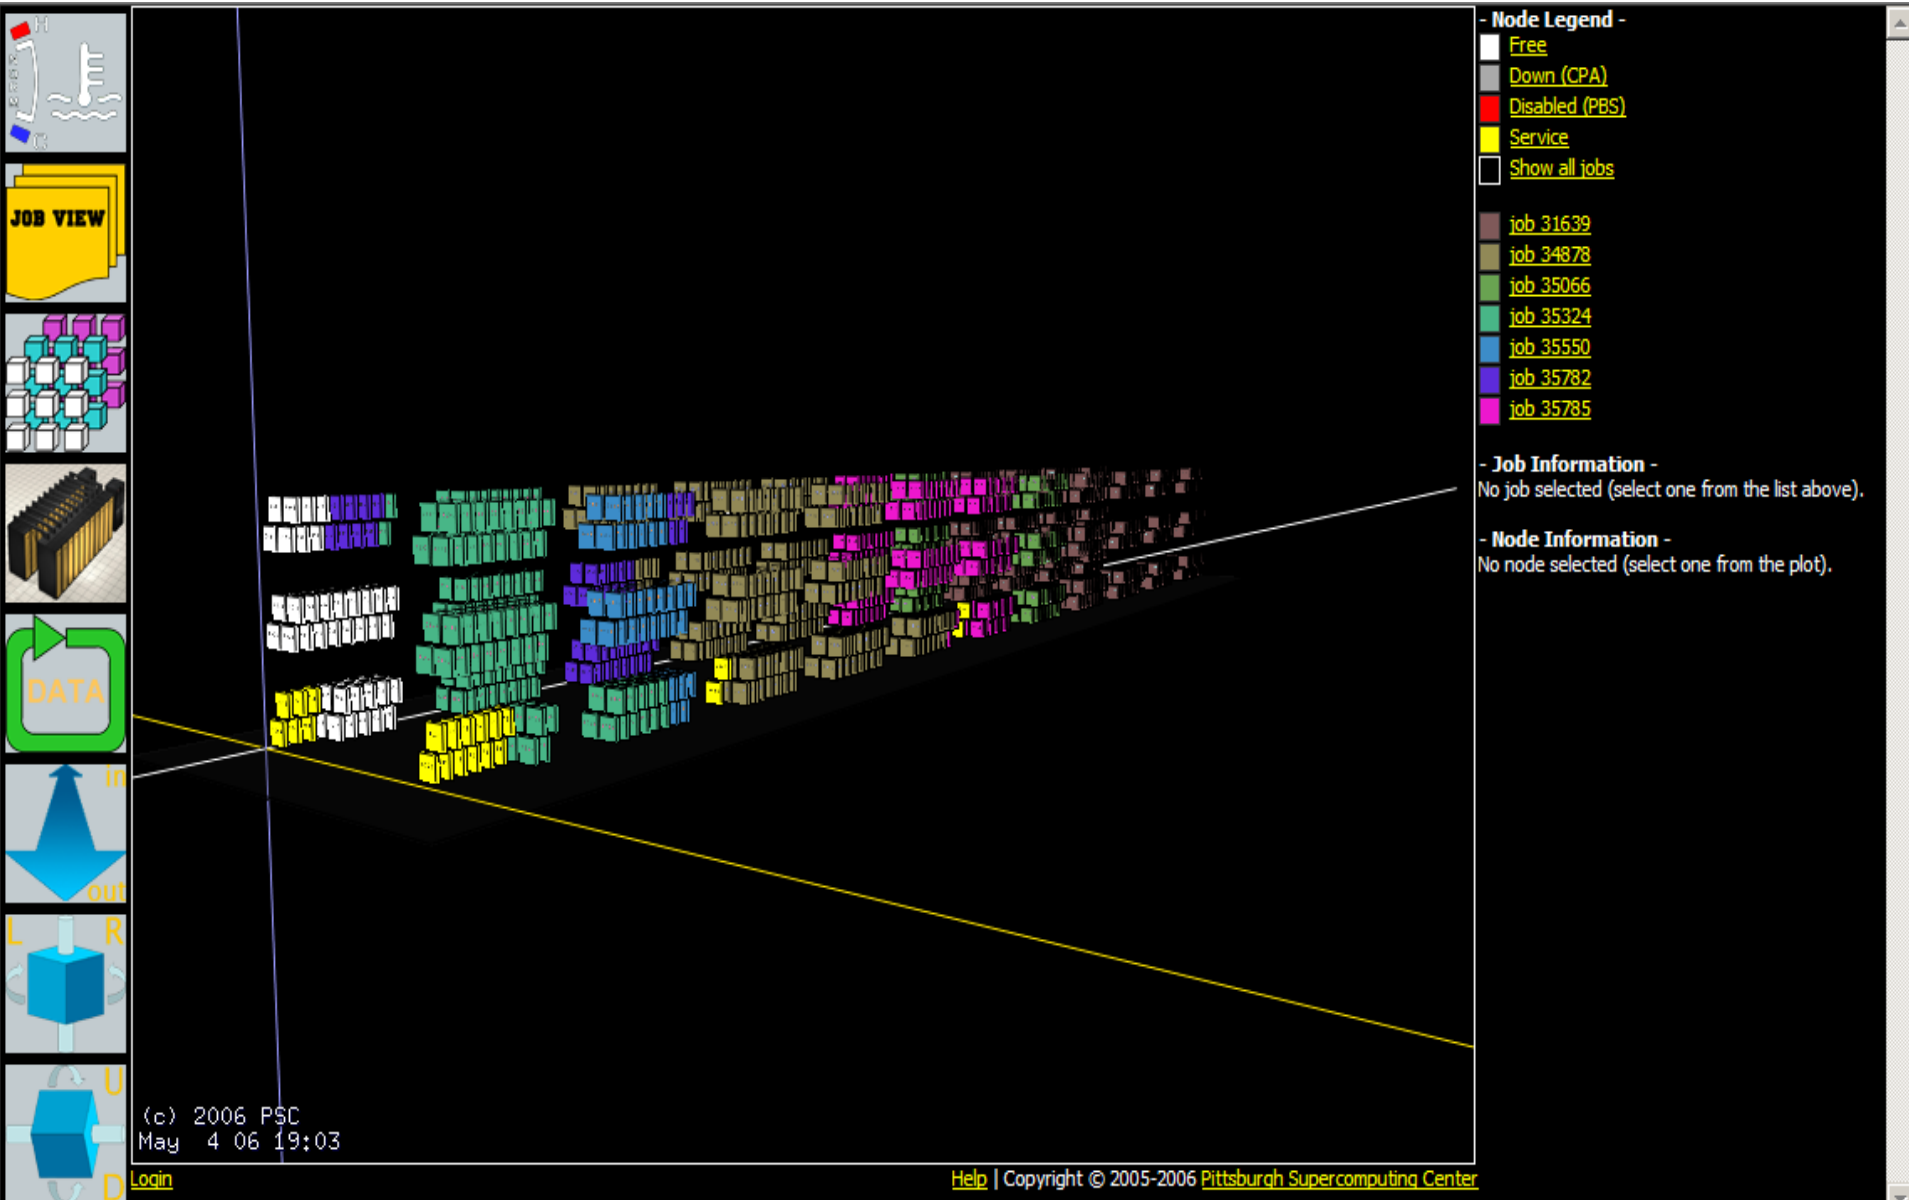 H
C
JOB VIEW
DATA
in
out
L R
U
D
(c) 2006 PSC
May 4 06 19:03
Login
Help | Copyright © 2005-2006 Pittsburgh Supercomputing Center
- Node Legend -
Free
Down (CPA)
Disabled (PBS)
Service
Show all jobs
job 31639
job 34878
job 35066
job 35324
job 35550
job 35782
job 35785
- Job Information -
No job selected (select one from the list above).
- Node Information -
No node selected (select one from the plot).